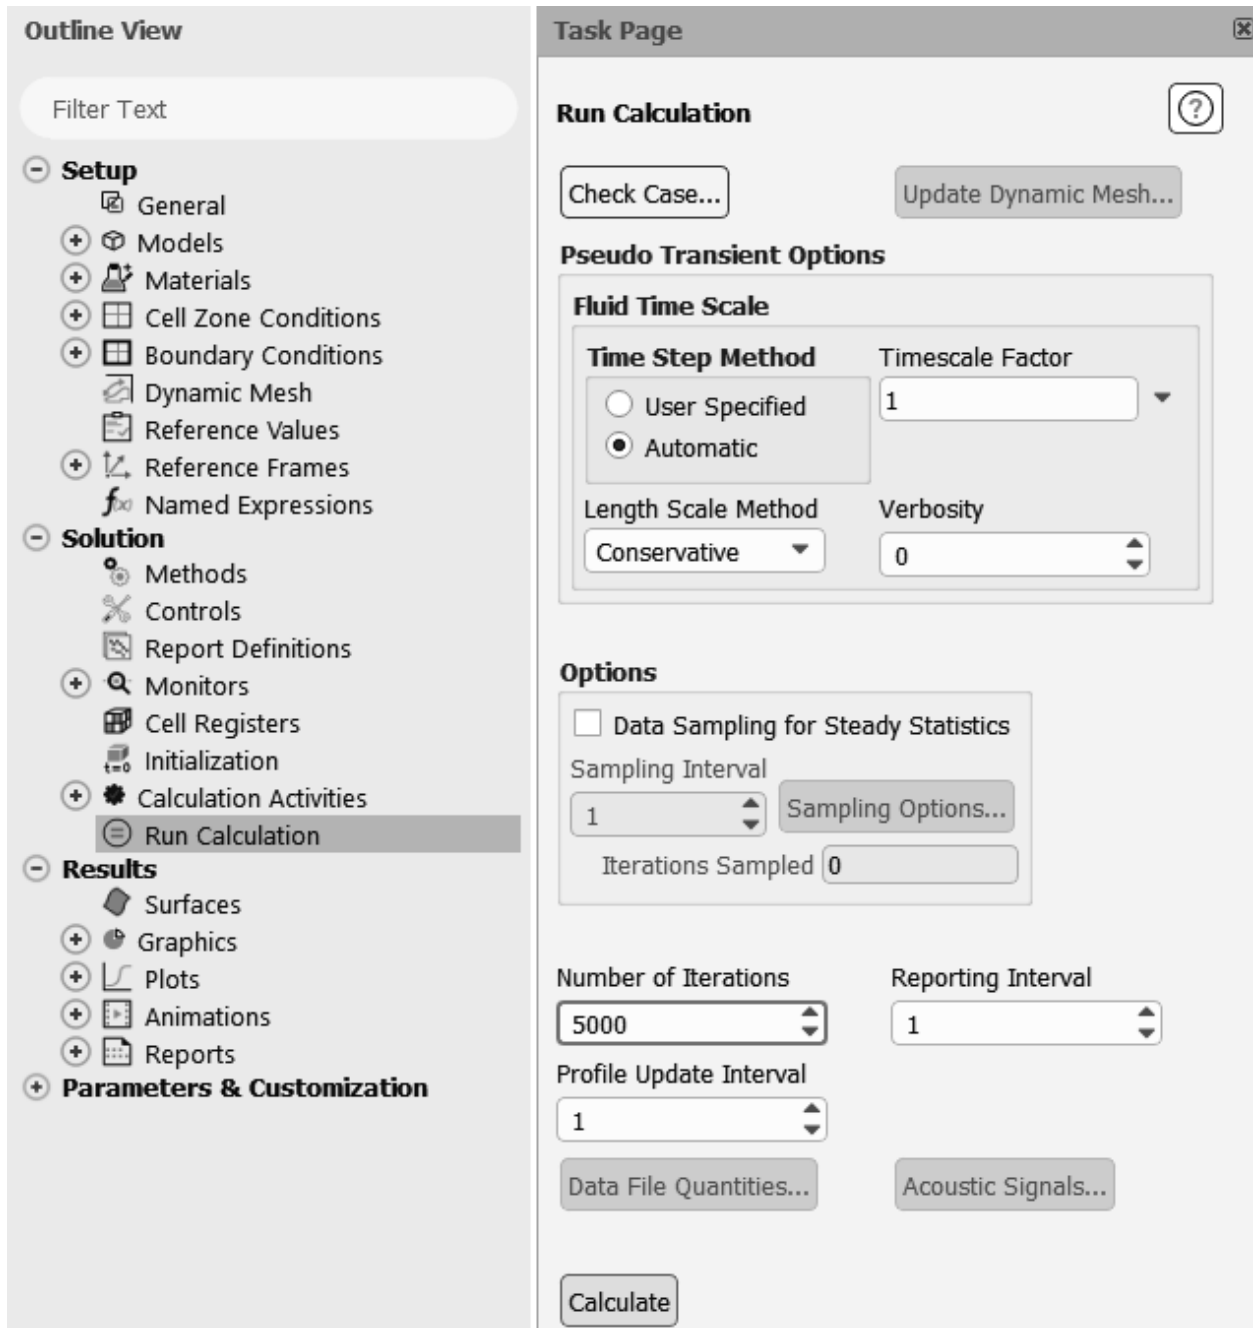 Outline View
Filter Text
Setup
General
Models
Materials
Cell Zone Conditions
Boundary Conditions
Dynamic Mesh
Reference Values
Reference Frames
Named Expressions
Solution
Methods
Controls
Report Definitions
Monitors
Cell Registers
Initialization
Calculation Activities
Run Calculation
Results
Surfaces
Graphics
Plots
Animations
Reports
Parameters & Customization
Task Page
Run Calculation
?
Check Case... Update Dynamic Mesh...
Pseudo Transient Options
Fluid Time Scale
Time Step Method Timescale Factor
User Specified 1
Automatic
Length Scale Method Verbosity
Conservative 0
Options
Data Sampling for Steady Statistics
Sampling Interval
1 Sampling Options...
Iterations Sampled 0
Number of Iterations Reporting Interval
5000 1
Profile Update Interval
1
Data File Quantities... Acoustic Signals...
Calculate